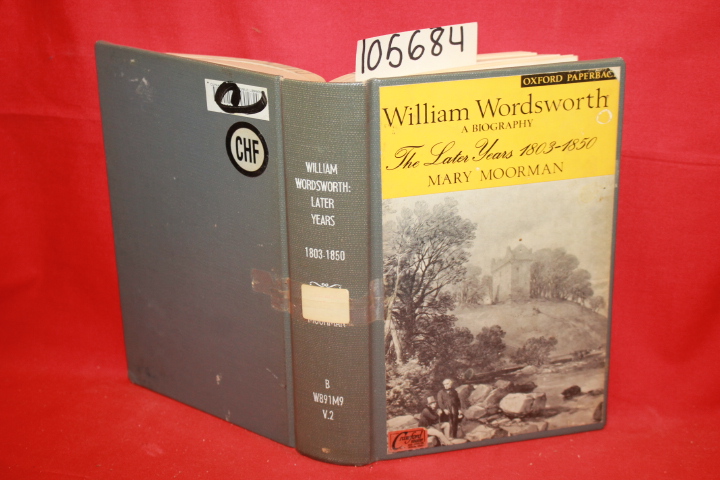 105684
CHF
WILLIAM
WORDSWORTH:
LATER
YEARS
1803-1850
B
W891M9
V.2
OXFORD PAPERBAC
William Wordsworth
A BIOGRAPHY
The Later Years 1803-1850
MARY MOORMAN